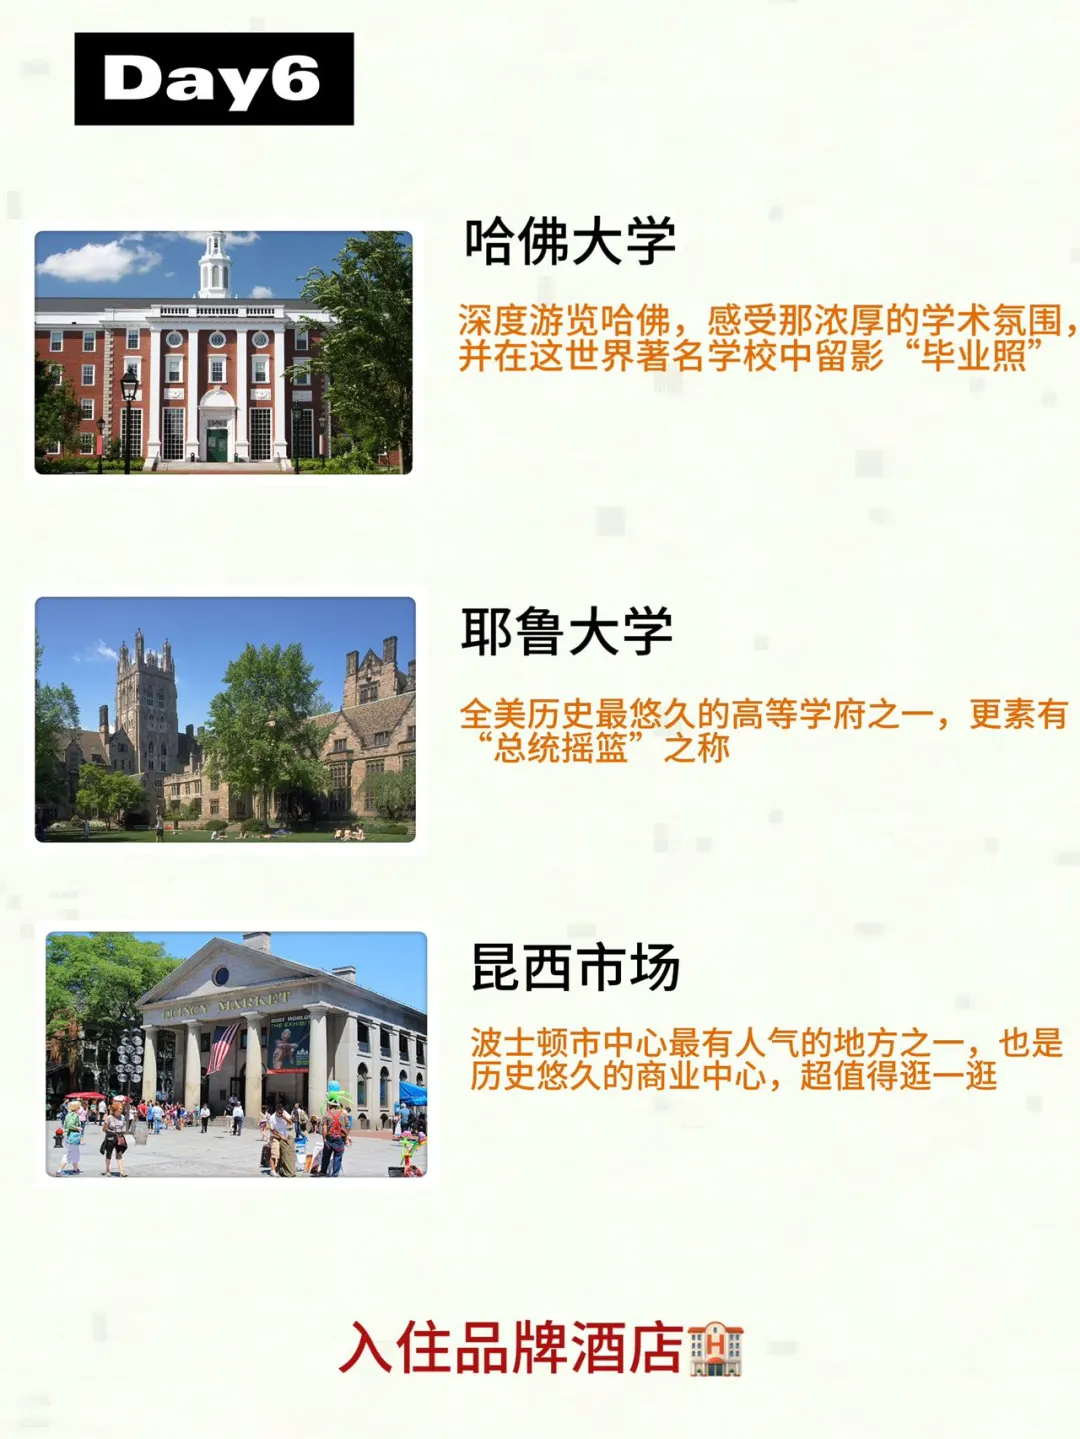 Day6
哈佛大学
深度游览哈佛，感受那浓厚的学术氛围，
并在这世界著名学校中留影“毕业照”
耶鲁大学
全美历史最悠久的高等学府之一，更素有
“总统摇篮”之称
QUINCY MARKET
昆西市场
波士顿市中心最有人气的地方之一，也是
历史悠久的商业中心，超值得逛一逛
入住品牌酒店